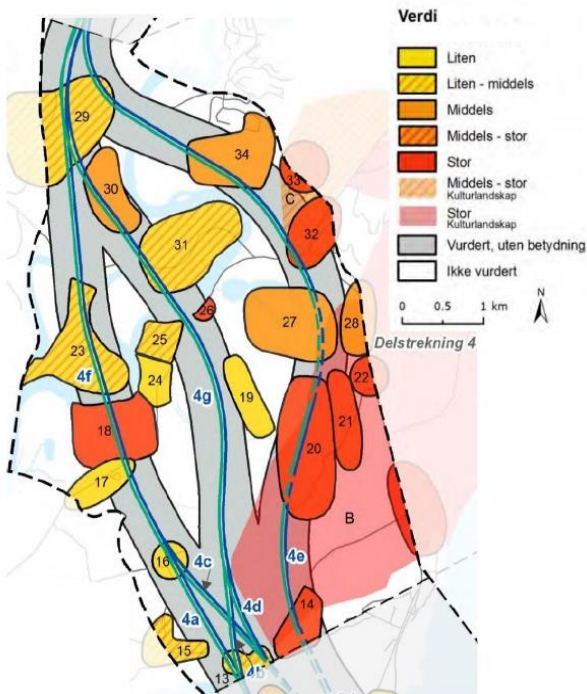 Verdi
Liten
Liten - middels
Middels
Middels - stor
Stor
Middels - stor
Kulturlandskap
Stor
Kulturlandskap
Vurdert, uten betydning
Ikke vurdert
0 0.5 1 km
N
Delstrekning 4
29
34
30
33
C
32
31
26
27
28
25
23
24
4f
4g
19
22
21
18
20
17
B
16
4c
4e
4d
4a
14
15
13
4b